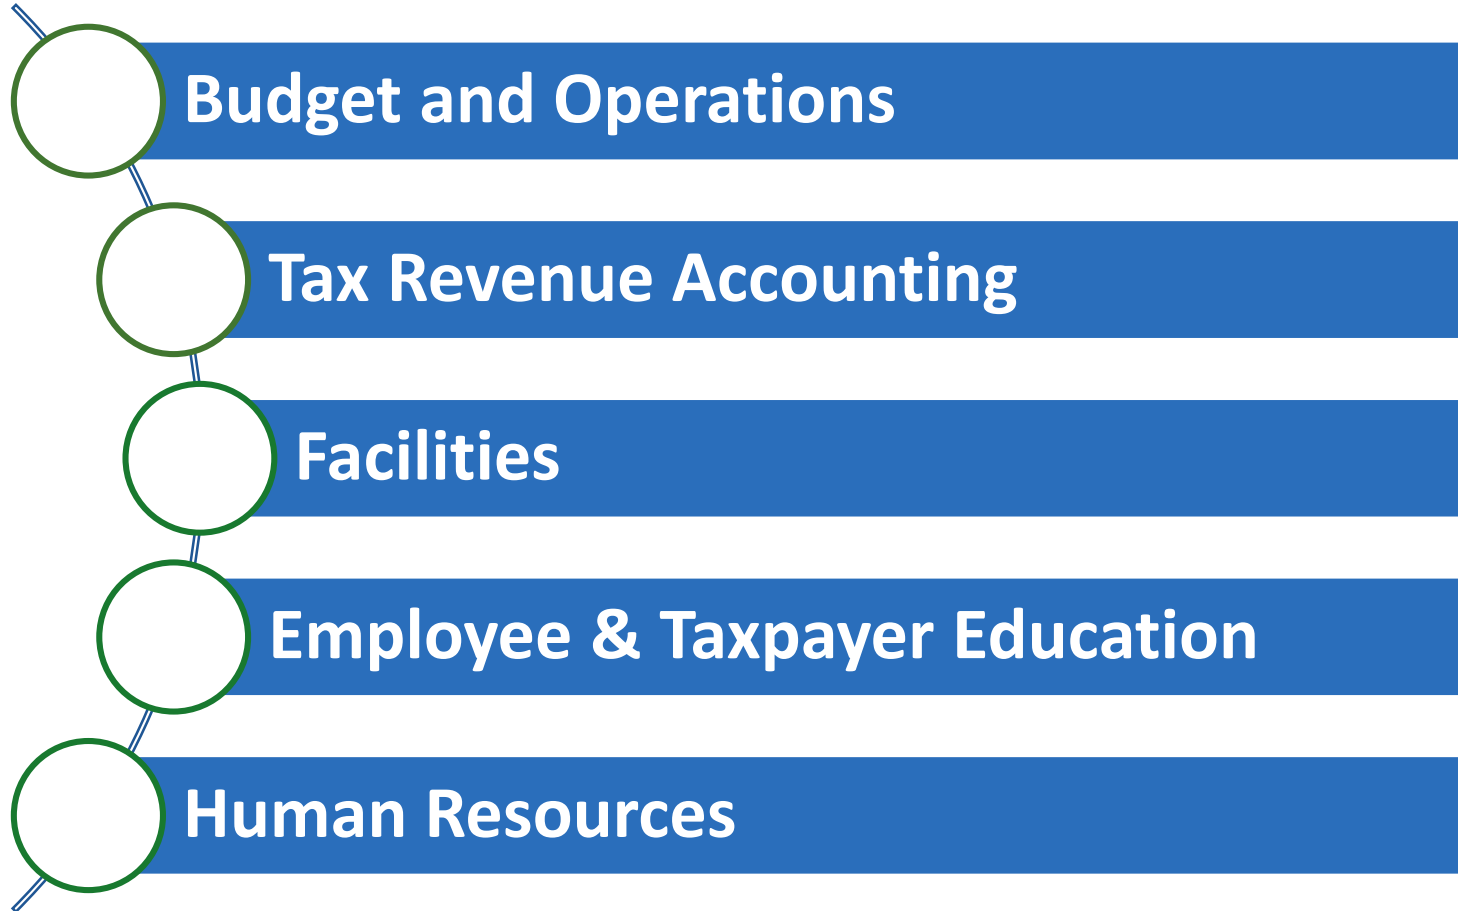 Budget and Operations
Tax Revenue Accounting
Facilities
Employee & Taxpayer Education
Human Resources